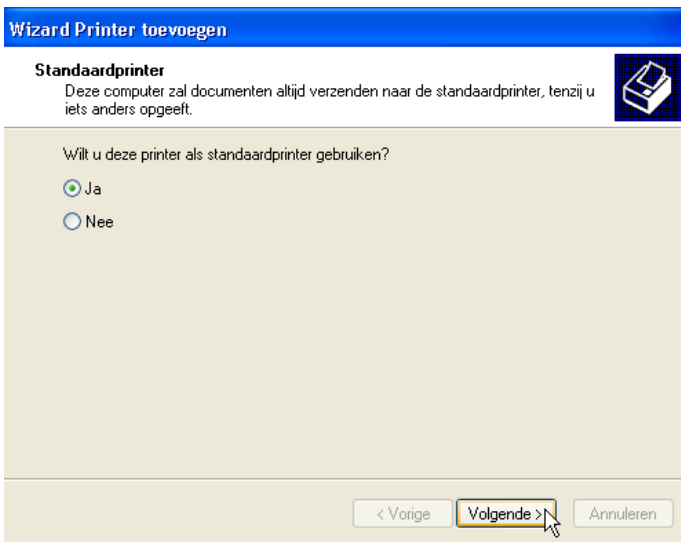 Wizard Printer toevoegen
Standaardprinter
Deze computer zal documenten altijd verzenden naar de standaardprinter, tenzij u
iets anders opgeeft.
Wilt u deze printer als standaardprinter gebruiken?
Ja
Nee
< Vorige Volgende > Annuleren